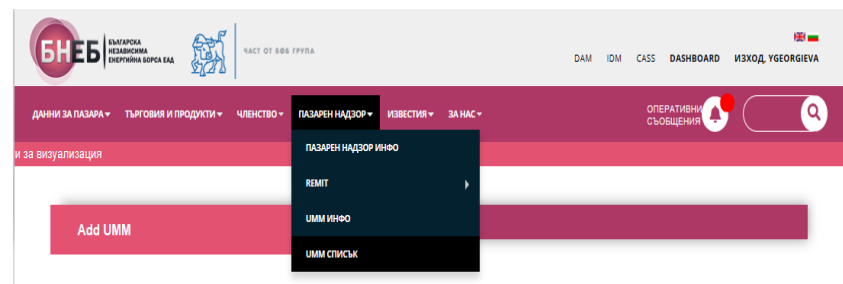 БНЕБ
БЪЛГАРСКА
НЕЗАВИСИМА
ЕНЕРГИЙНА БОРСА ЕАД
ЧАСТ ОТ БФБ ГРУПА
DAM IDM CASS DASHBOARD ИЗХОД, YGEORGIEVA
ДАННИ ЗА ПАЗАРА ТЪРГОВИЯ И ПРОДУКТИ ЧЛЕНСТВО ПАЗАРЕН НАДЗОР ИЗВЕСТИЯ ЗА НАС
ОПЕРАТИВНИ
СЪОБЩЕНИЯ
и за визуализация
ПАЗАРЕН НАДЗОР ИНФО
REMIT
UMM ИНФО
UMM СПИСЪК
Add UMM